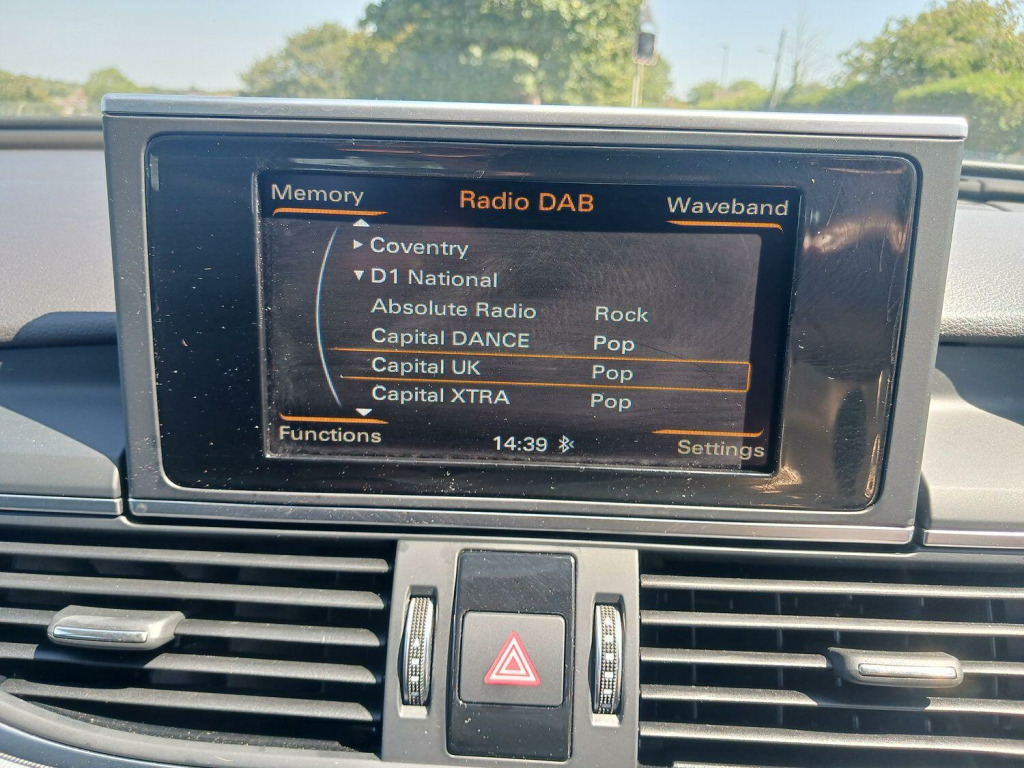 Memory Radio DAB Waveband
Coventry
D1 National
Absolute Radio Rock
Capital DANCE Pop
Capital UK Pop
Capital XTRA Pop
Functions 14:39 Settings